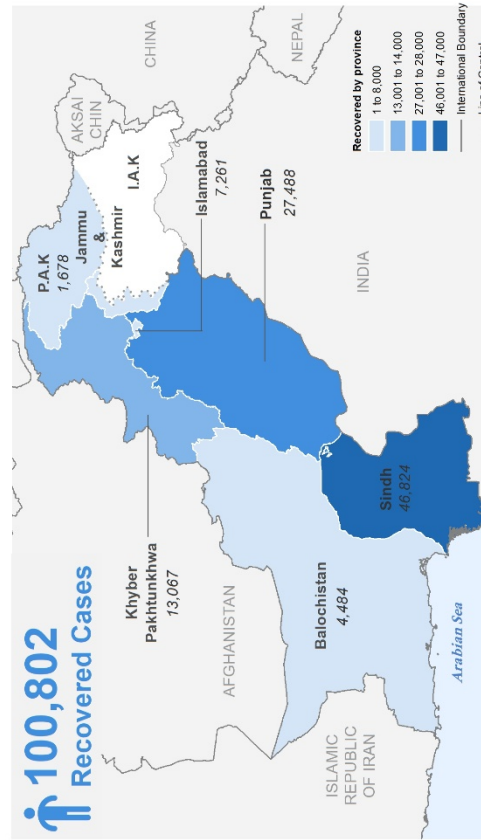 100,802
Recovered Cases
CHINA
AKSAI
CHIN
NEPAL
P.A.K
1,678
Jammu
&
Kashmir
I.A.K
Islamabad
7,261
Punjab
27,488
Khyber
Pakhtunkhwa
13,067
AFGHANISTAN
INDIA
Balochistan
4,484
Sindh
46,824
ISLAMIC
REPUBLIC
OF IRAN
Arabian Sea
Recovered by province
1 to 8,000
13,001 to 14,000
27,001 to 28,000
46,001 to 47,000
International Boundary
Line of Control